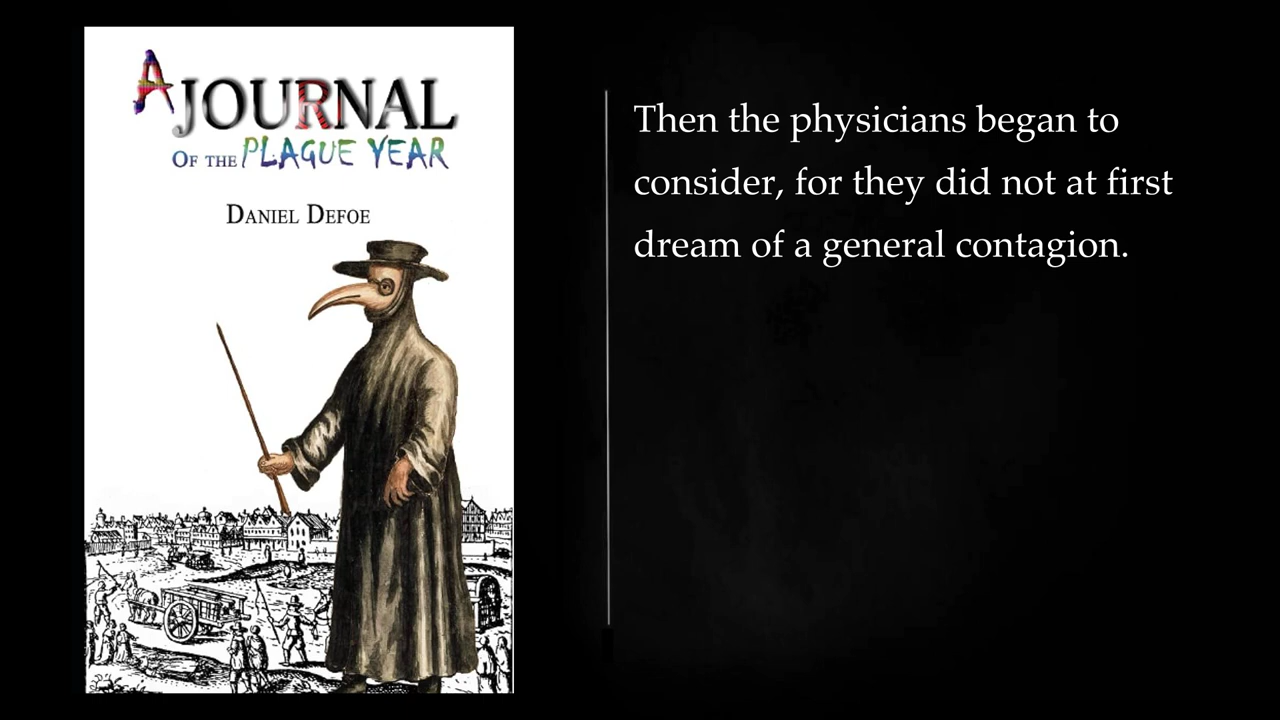 A JOURNAL
OF THE PLAGUE YEAR
DANIEL DEFOE
Then the physicians began to
consider, for they did not at first
dream of a general contagion.